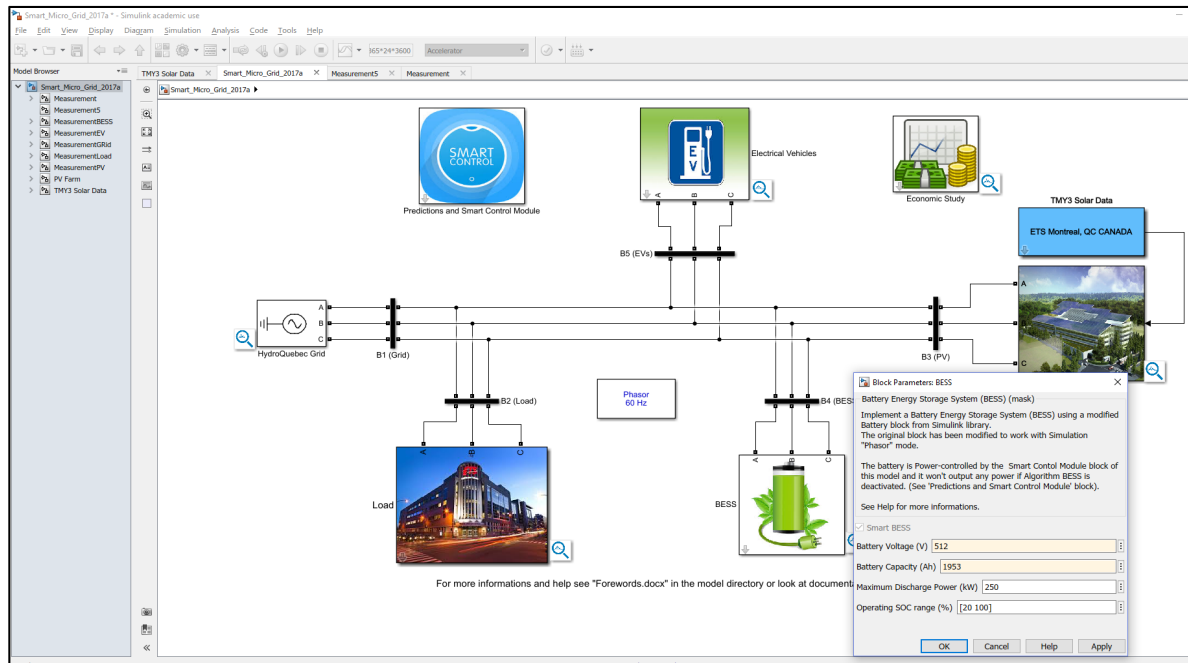 Smart_Micro_Grid_2017a * - Simulink academic use
File Edit View Display Diagram Simulation Analysis Code Tools Help
365*24*3600 Accelerator
Model Browser
TMY3 Solar Data Smart_Micro_Grid_2017a Measurement5 Measurement
Smart_Micro_Grid_2017a
Measurement
Measurement5
MeasurementBESS
MeasurementEV
MeasurementGRid
MeasurementLoad
MeasurementPV
PV Farm
TMY3 Solar Data
Smart_Micro_Grid_2017a
SMART
CONTROL
Predictions and Smart Control Module
E V
Electrical Vehicles
A B C
Economic Study
TMY3 Solar Data
ETS Montreal, QC CANADA
B5 (EVs)
A
B
C
HydroQuebec Grid
B1 (Grid)
A
C
B3 (PV)
Phasor
60 Hz
B2 (Load)
A B C
Load
B4 (BESS
A B C
BESS
For more informations and help see "Forewords.docx" in the model directory or look at documenta
Block Parameters: BESS
Battery Energy Storage System (BESS) (mask)
Implement a Battery Energy Storage System (BESS) using a modified
Battery block from Simulink library.
The original block has been modified to work with Simulation
"Phasor" mode.
The battery is Power-controlled by the Smart Contol Module block of
this model and it won't output any power if Algorithm BESS is
deactivated. (See 'Predictions and Smart Control Module' block).
See Help for more informations.
Smart BESS
Battery Voltage (V) 512
Battery Capacity (Ah) 1953
Maximum Discharge Power (kW) 250
Operating SOC range (%) [20 100]
OK Cancel Help Apply